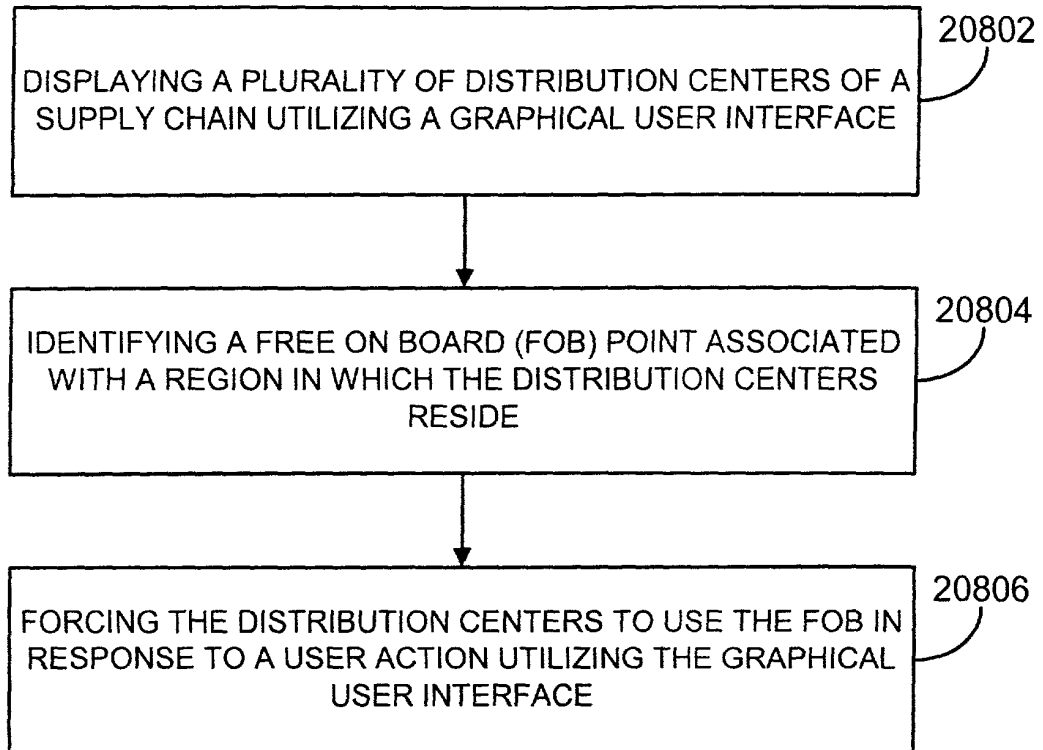 20802
DISPLAYING A PLURALITY OF DISTRIBUTION CENTERS OF A
SUPPLY CHAIN UTILIZING A GRAPHICAL USER INTERFACE
20804
IDENTIFYING A FREE ON BOARD (FOB) POINT ASSOCIATED
WITH A REGION IN WHICH THE DISTRIBUTION CENTERS
RESIDE
20806
FORCING THE DISTRIBUTION CENTERS TO USE THE FOB IN
RESPONSE TO A USER ACTION UTILIZING THE GRAPHICAL
USER INTERFACE